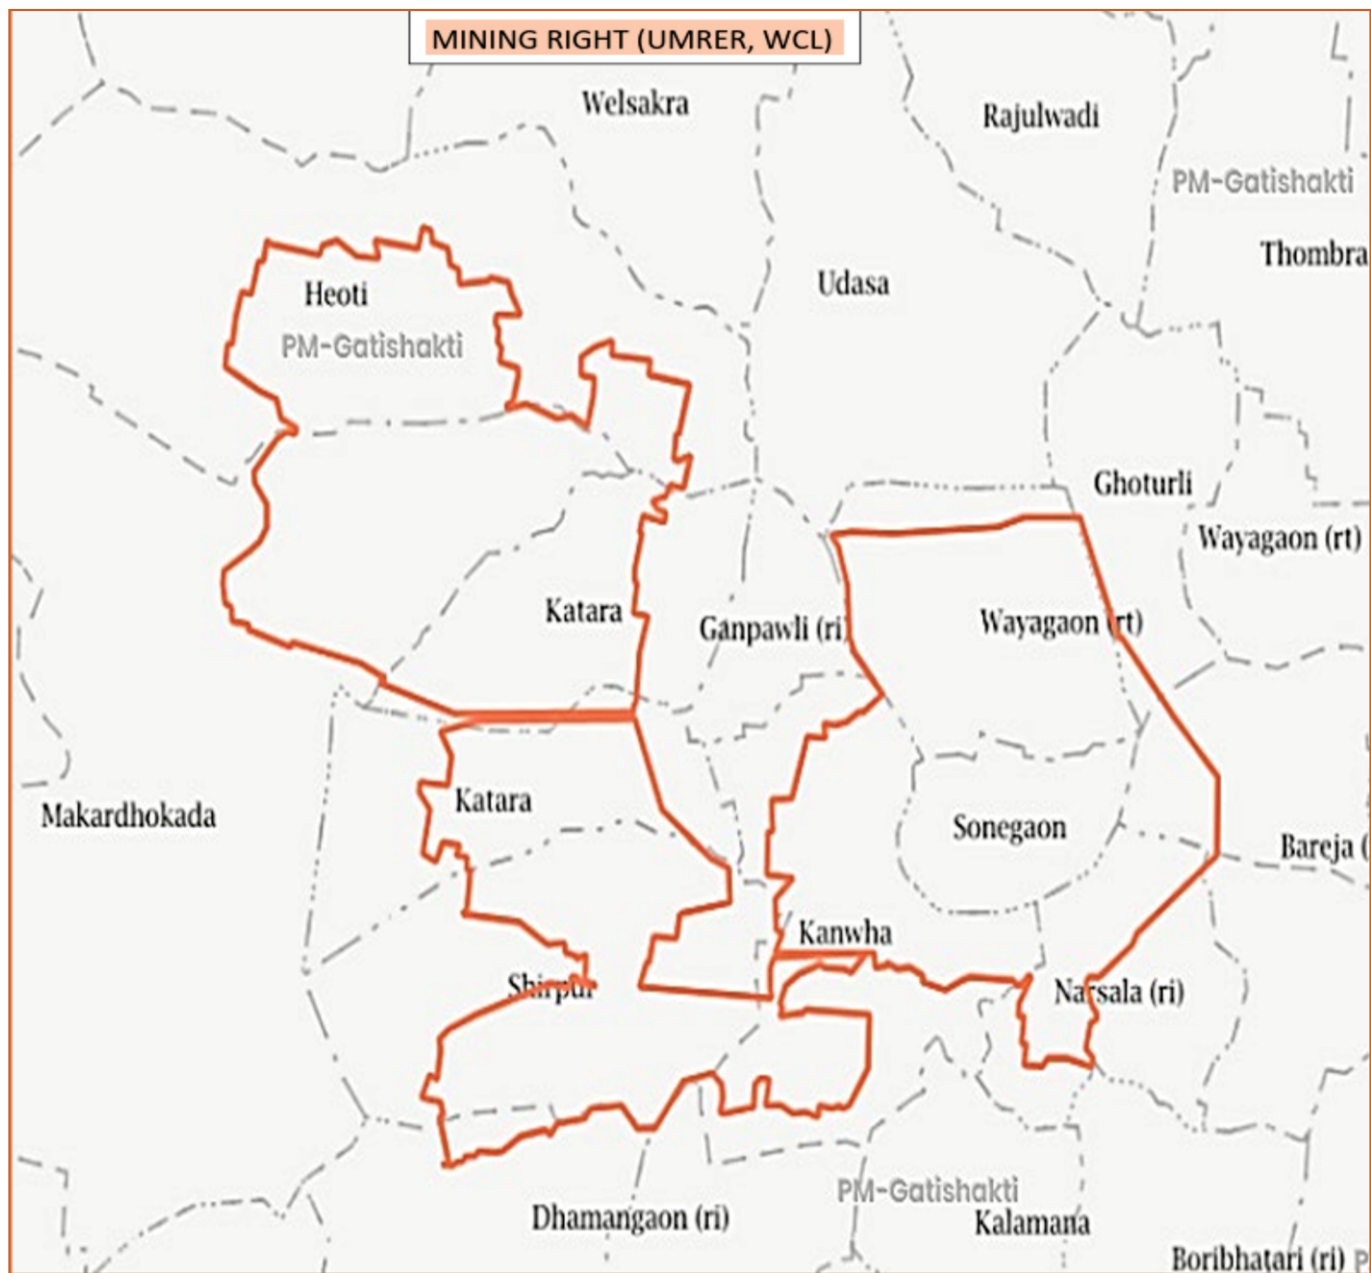 MINING RIGHT (UMRER, WCL)
Welsakra
Rajulwadi
PM-Gatishakti
Thombra
Udasa
Heoti
PM-Gatishakti
Ghoturli
Wayagaon (rt)
Katara
Ganpawli (ri)
Wayagaon (rt)
Makardhokada
Katara
Sonegaon
Bareja (
Kanwha
Shirpur
Narsala (ri)
PM-Gatishakti
Dhamangaon (ri)
Kalamana
Boribhatari (ri) P